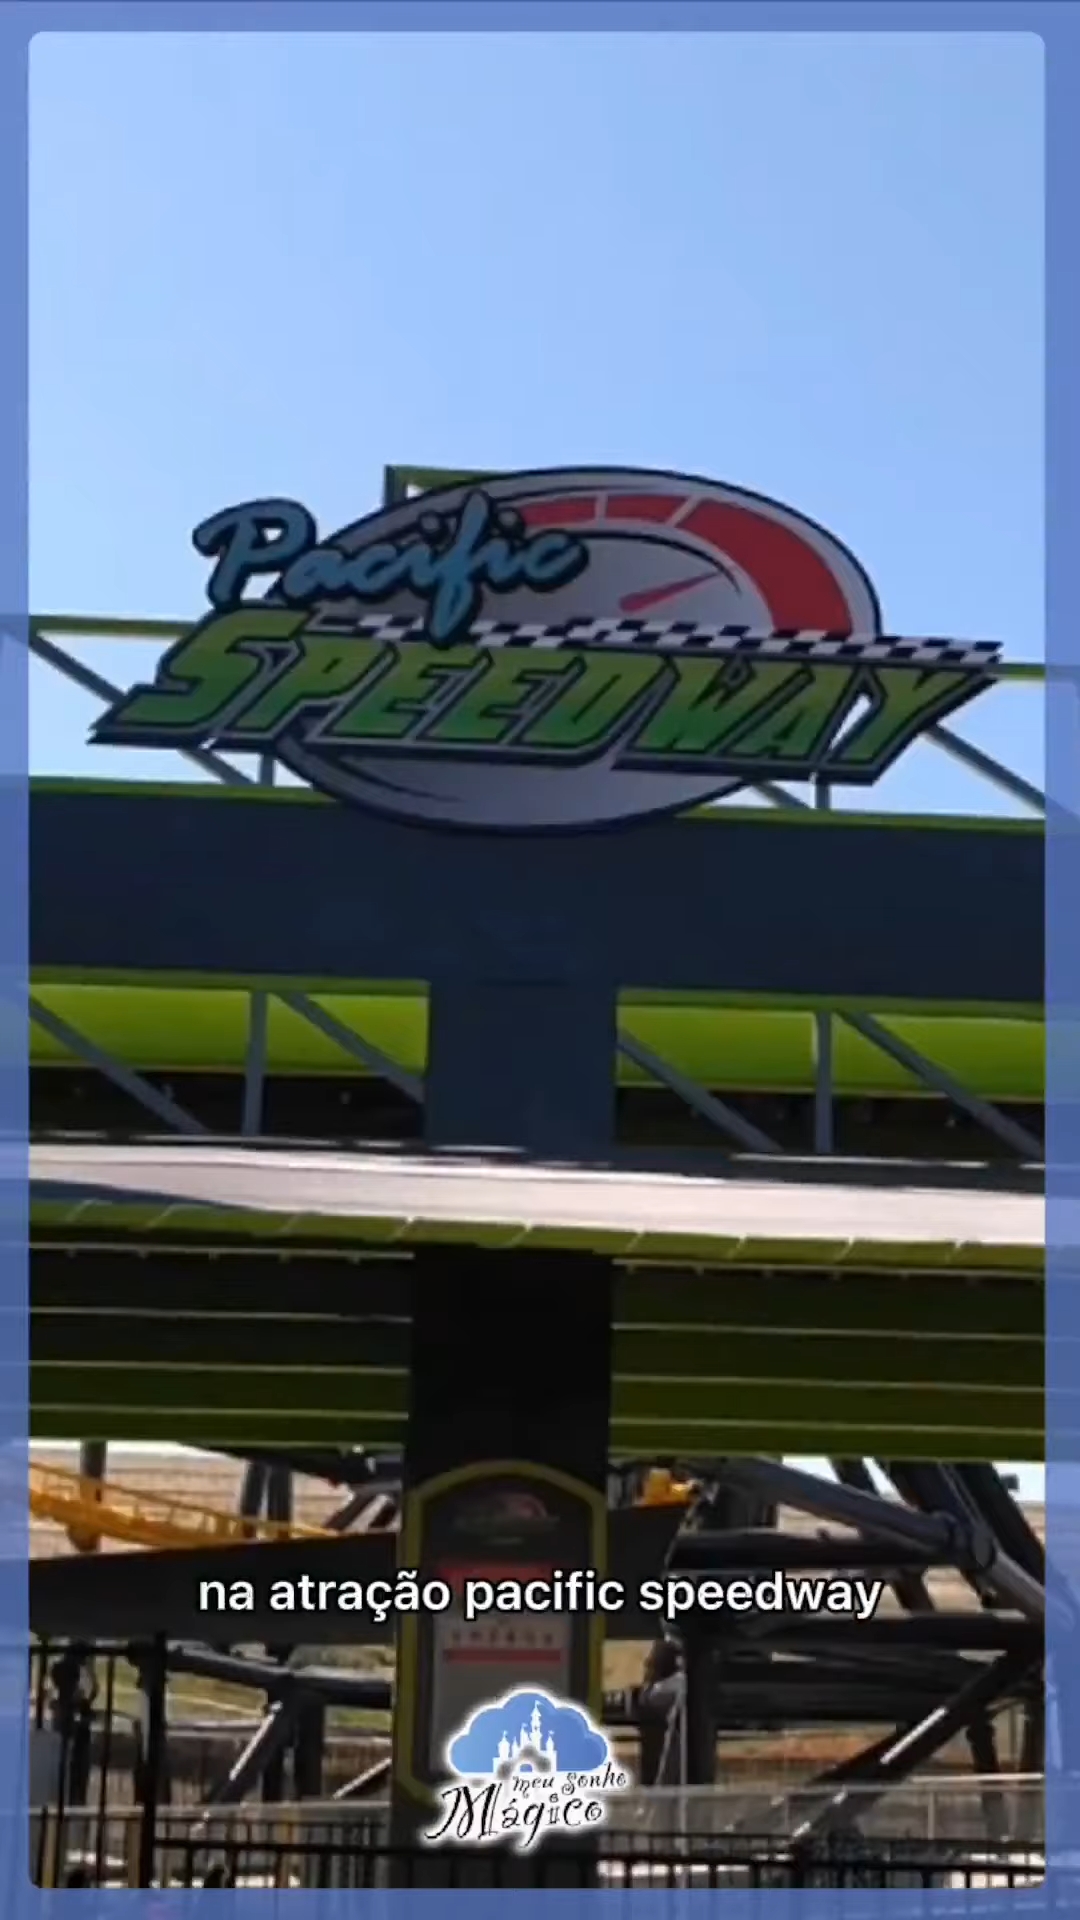 Pacific
SPEEDWAY
na atração pacific speedway
meu sonho
Mágico